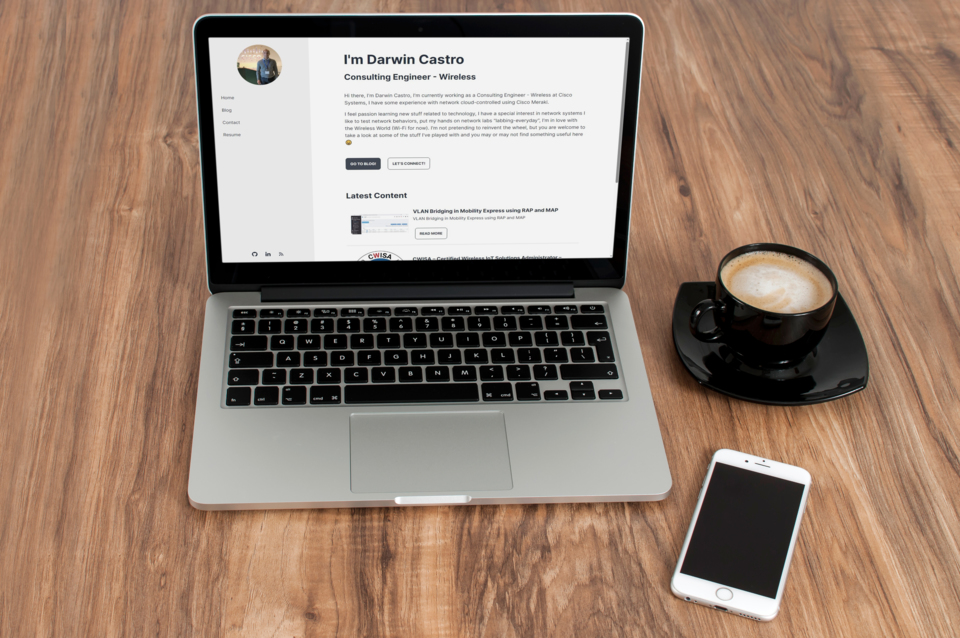 I'm Darwin Castro
Consulting Engineer - Wireless
Home
Blog
Contact
Resume
Hi there, I'm Darwin Castro, I'm currently working as a Consulting Engineer - Wireless at Cisco
Systems, I have some experience with network cloud-controlled using Cisco Meraki.
I feel passion learning new stuff related to technology, I have a special interest in network systems I
like to test network behaviors, put my hands on network labs "labbing-everyday", I'm in love with
the Wireless World (Wi-Fi for now). I'm not pretending to reinvent the wheel, but you are welcome to
take a look at some of the stuff I've played with and you may or may not find something useful here
GO TO BLOG!
LET'S CONNECT!
Latest Content
VLAN Bridging in Mobility Express using RAP and MAP
VLAN Bridging in Mobility Express using RAP and MAP
READ MORE
CWISA
CWISA - Certified Wireless IoT Solutions Administrator -
Q W E R T Y U I O P
A S D F G H J K L
Z X C V B N M
ctrl
cmd
cmd